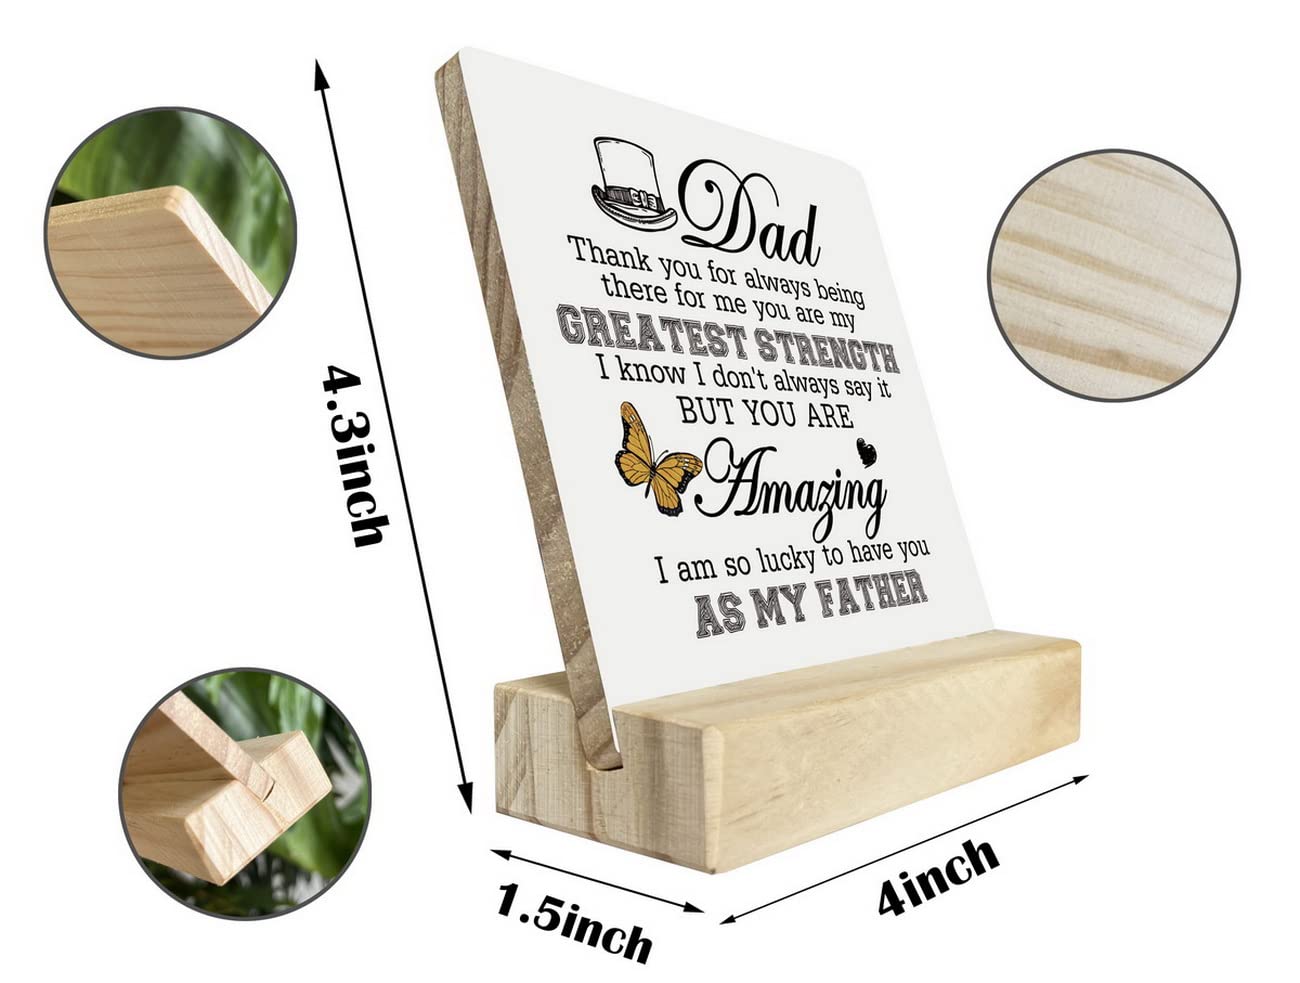 Dad
Thank you for always being
there for me you are my
GREATEST STRENGTH
I know I don't always say it
BUT YOU ARE
Amazing
I am so lucky to have you
AS MY FATHER
4.3inch
1.5inch
4inch